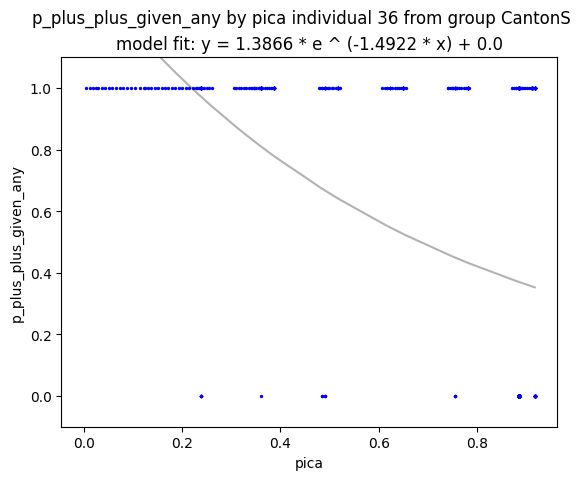 p_plus_plus_given_any by pica individual 36 from group CantonS
model fit: y = 1.3866 * e ^ (-1.4922 * x) + 0.0
1.0
0.8
0.6
0.4
0.2
0.0
p_plus_plus_given_any
0.0 0.2 0.4 0.6 0.8
pica